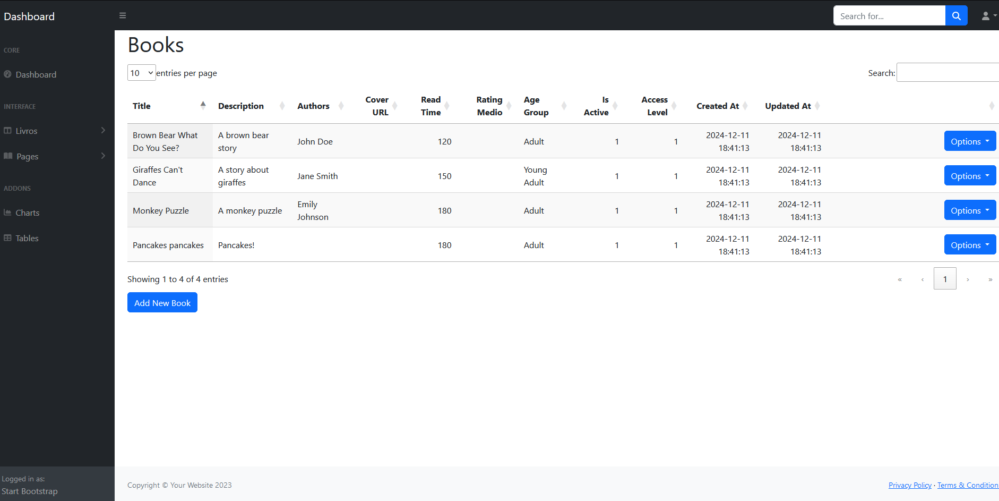 Dashboard
Search for...
CORE
Dashboard
INTERFACE
Livros
Pages
ADDONS
Charts
Tables
Logged in as:
Start Bootstrap
Books
10 entries per page
Search:
Title Description Authors Cover URL Read Time Rating Medio Age Group Is Active Access Level Created At Updated At
Brown Bear What Do You See? A brown bear story John Doe 120 Adult 1 1 2024-12-11 18:41:13 2024-12-11 18:41:13 Options
Giraffes Can't Dance A story about giraffes Jane Smith 150 Young Adult 1 1 2024-12-11 18:41:13 2024-12-11 18:41:13 Options
Monkey Puzzle A monkey puzzle Emily Johnson 180 Adult 1 1 2024-12-11 18:41:13 2024-12-11 18:41:13 Options
Pancakes pancakes Pancakes! 180 Adult 1 1 2024-12-11 18:41:13 2024-12-11 18:41:13 Options
Showing 1 to 4 of 4 entries
« ‹ 1 › »
Add New Book
Copyright © Your Website 2023
Privacy Policy · Terms & Condition